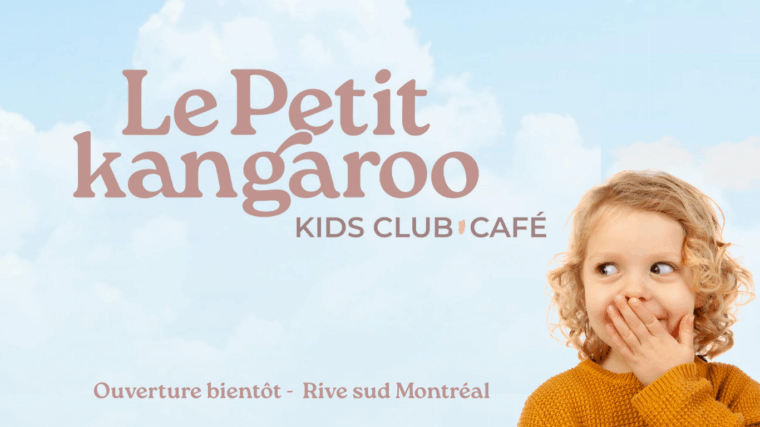 Le Petit
kangaroo
KIDS CLUB CAFÉ
Ouverture bientôt - Rive sud Montréal